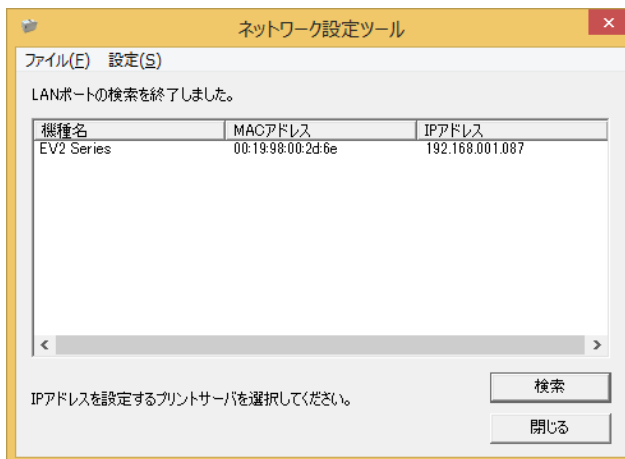 ネットワーク設定ツール
ファイル(F) 設定(S)
LANポートの検索を終了しました。
機種名 MACアドレス IPアドレス
EV2 Series 00:19:98:00:2d:6e 192.168.001.087
検索
IPアドレスを設定するプリントサーバを選択してください。
閉じる